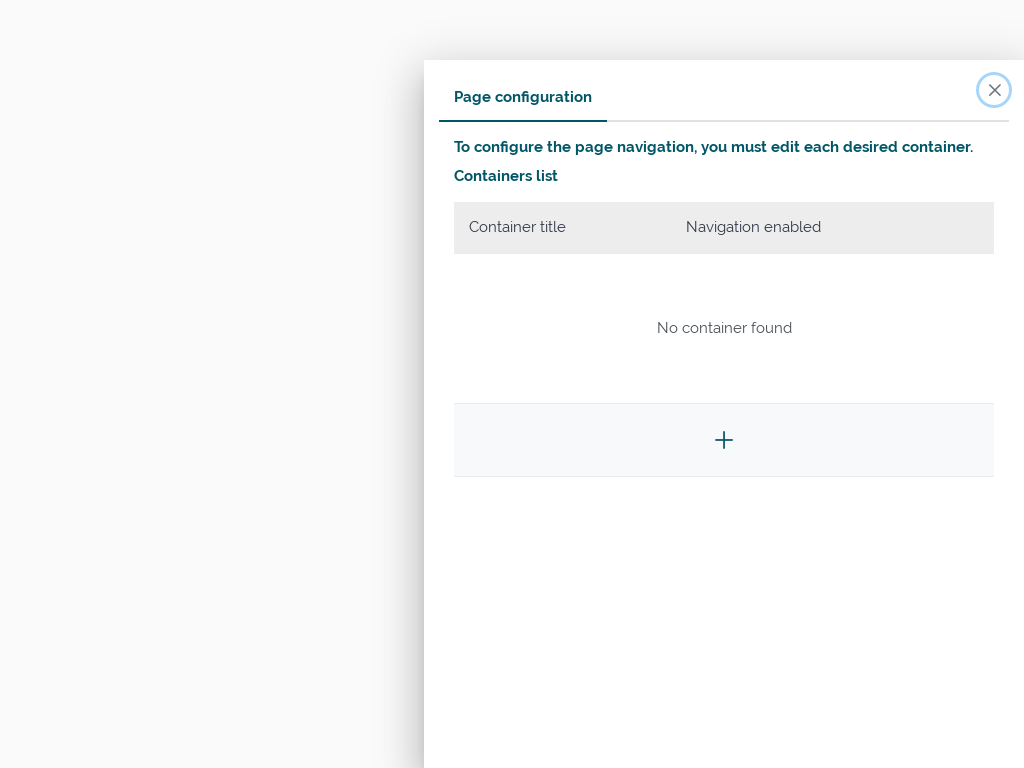 Page configuration
To configure the page navigation, you must edit each desired container.
Containers list
Container title Navigation enabled
No container found